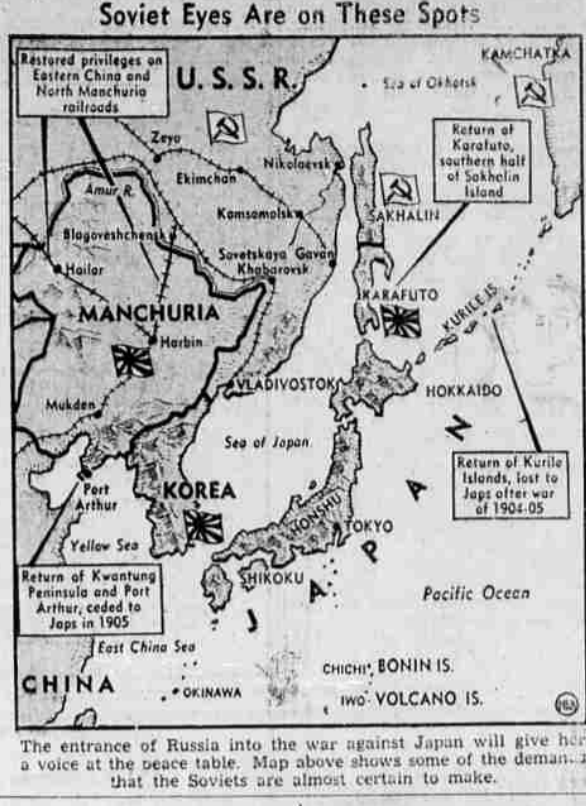 Soviet Eyes Are on These Spots
Restored privileges on
Eastern China and
North Manchuria
railroads
U. S. S. R.
KAMCHATKA
Sea of Okhotsk
Zeya
Ekimchan
Nikolaevsk
Return of
Karafuto,
southern half
of Sakhalin
Island
Amur R.
Komsomolsk
SAKHALIN
Blagoveshchensk
Sovetskaya Gavan
Khabarovsk
Hailar
KARAFUTO
KURILE IS.
MANCHURIA
Harbin
VLADIVOSTOK
HOKKAIDO
Mukden
Sea of Japan
Port
Arthur
KOREA
HONSHU
TOKYO
Return of Kurile
Islands, lost to
Japs after war
of 1904-05
Yellow Sea
Return of Kwantung
Peninsula and Port
Arthur, ceded to
Japs in 1905
SHIKOKU
JAPAN
Pacific Ocean
East China Sea
CHINA
OKINAWA
CHICHI BONIN IS.
IWO VOLCANO IS.
The entrance of Russia into the war against Japan will give her
a voice at the peace table. Map above shows some of the demands
that the Soviets are almost certain to make.